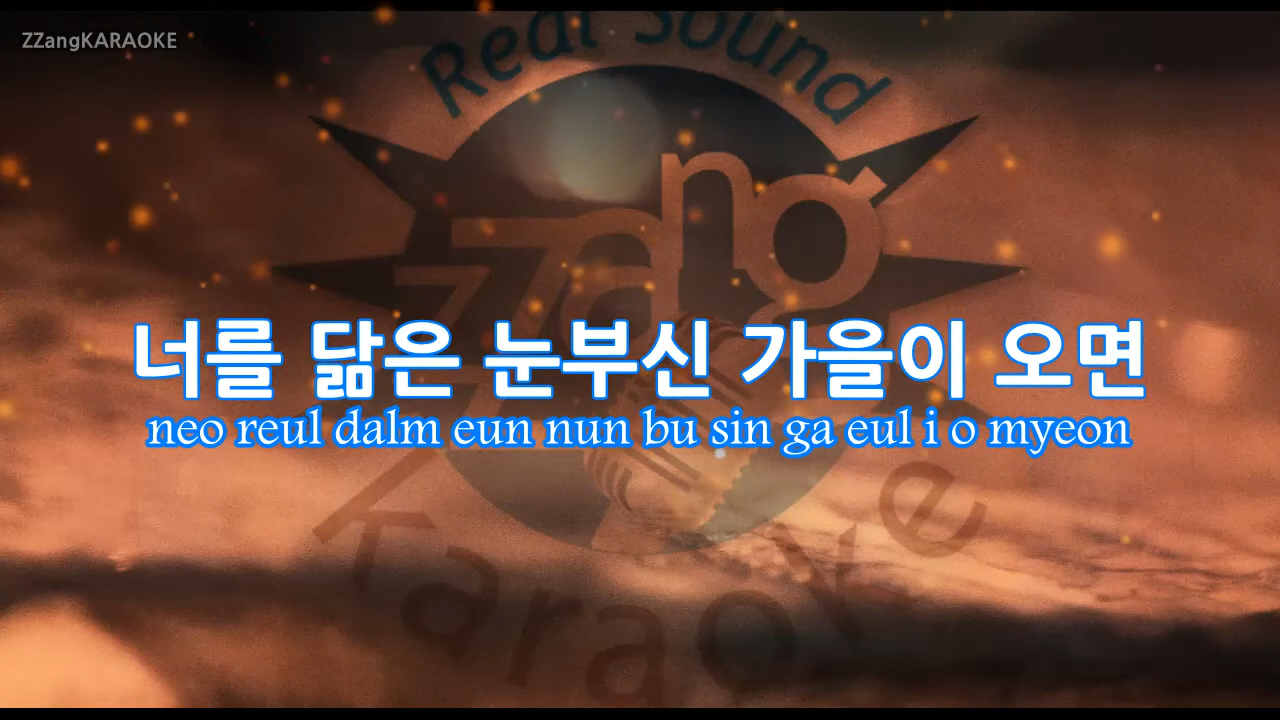 ZZangKARAOKE
Real Sound
zzang
너를 닮은 눈부신 가을이 오면
neo reul dalm eun nun bu sin ga eul i o myeon
Karaoke